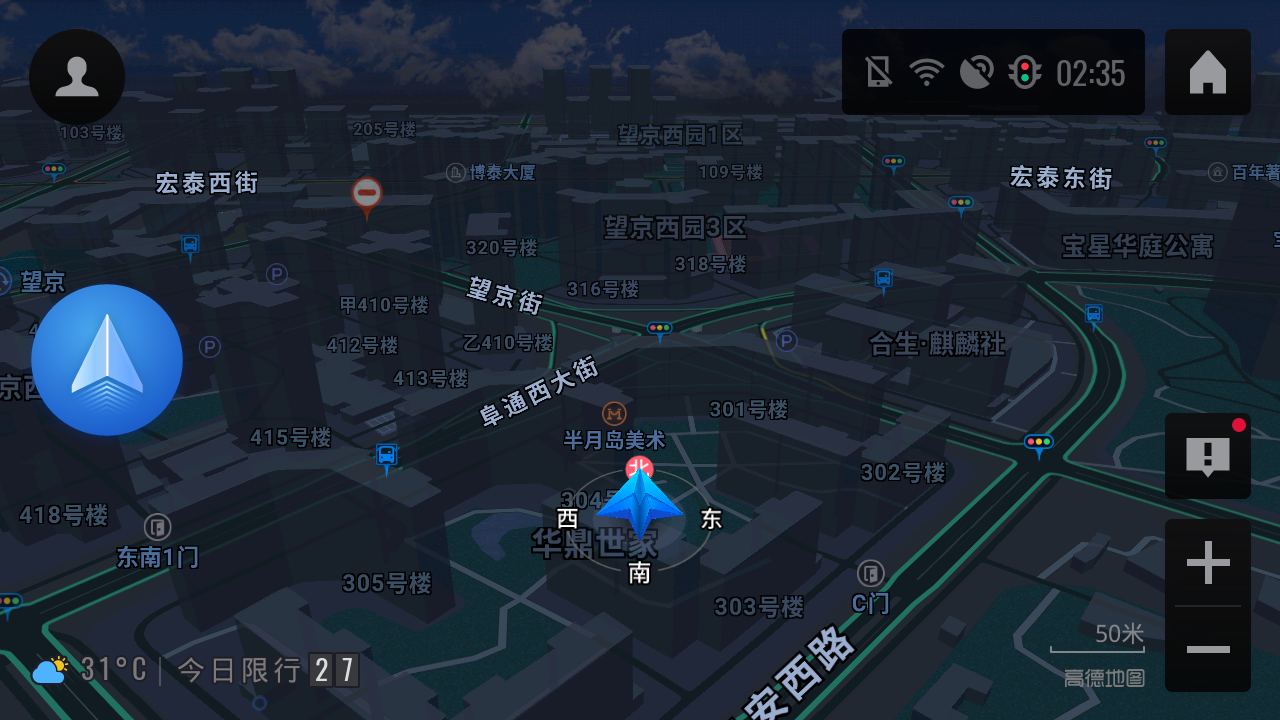 02:35
103号楼
205号楼
望京西园1区
宏泰西街
博泰大厦
109号楼
宏泰东街
百年著
320号楼
望京西园3区
318号楼
宝星华庭公寓
望京
P
甲410号楼
望京街
316号楼
P
412号楼
乙410号楼
P
合生·麒麟社
413号楼
阜通西大街
301号楼
415号楼
半月岛美术
302号楼
北
418号楼
304号
西
东
东南1门
华鼎世家
南
305号楼
303号楼
C门
安西路
50米
高德地图
31°C
今日限行 2 7